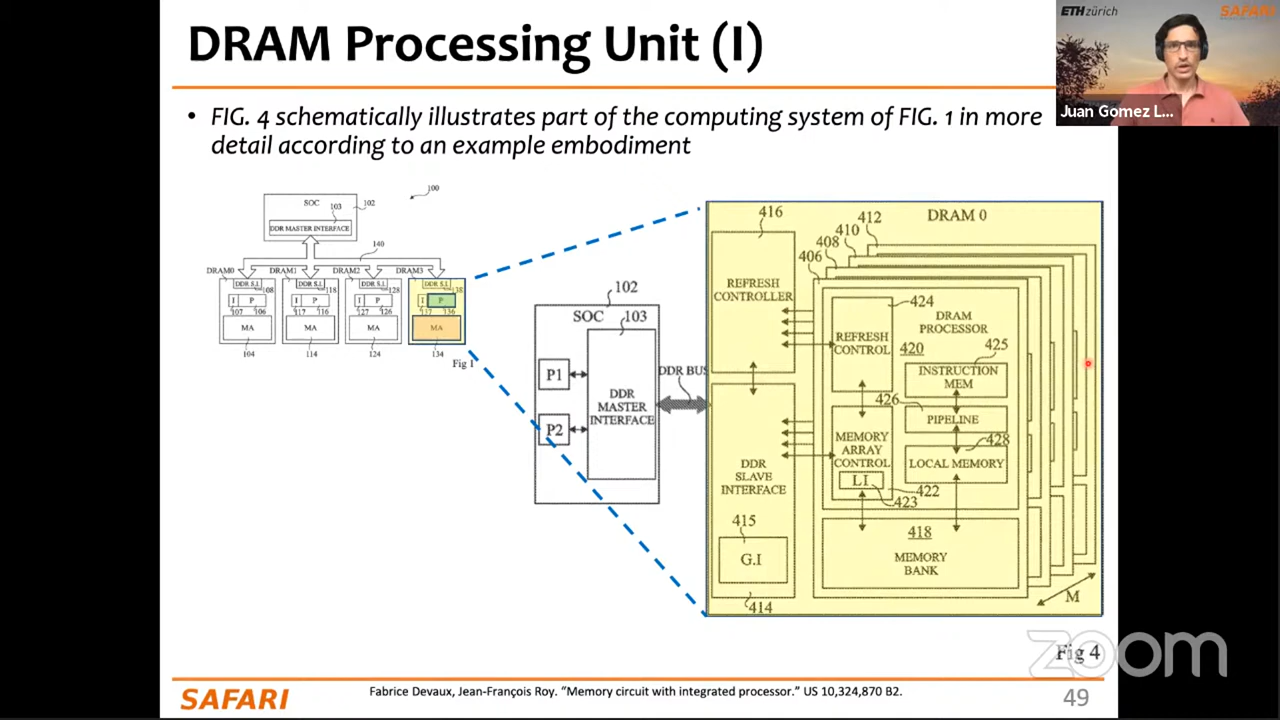 DRAM Processing Unit (I)
ETHzürich
SAFARI
Juan Gomez L...
• FIG. 4 schematically illustrates part of the computing system of FIG. 1 in more
detail according to an example embodiment
100
SOC
102
103
DDR MASTER INTERFACE
140
DRAM0
DRAM1
DRAM2
DRAM3
DDR S.I.
108
DDR S.I.
118
DDR S.I.
128
DDR S.I.
138
I P
I P
I P
I P
107 106
117 116
127 126
137 136
MA
MA
MA
MA
104
114
124
134
Fig 1
102
SOC
103
P1
P2
DDR
MASTER
INTERFACE
DDR BUS
DRAM 0
416
REFRESH
CONTROLLER
DDR
SLAVE
INTERFACE
415
G.I
414
412
410
408
406
424
REFRESH
CONTROL
DRAM
PROCESSOR
420
425
INSTRUCTION
MEM
426
PIPELINE
428
LOCAL MEMORY
MEMORY
ARRAY
CONTROL
LI
422
423
418
MEMORY
BANK
M
Fig 4
zoom
SAFARI
Fabrice Devaux, Jean-François Roy. “Memory circuit with integrated processor.” US 10,324,870 B2.
49